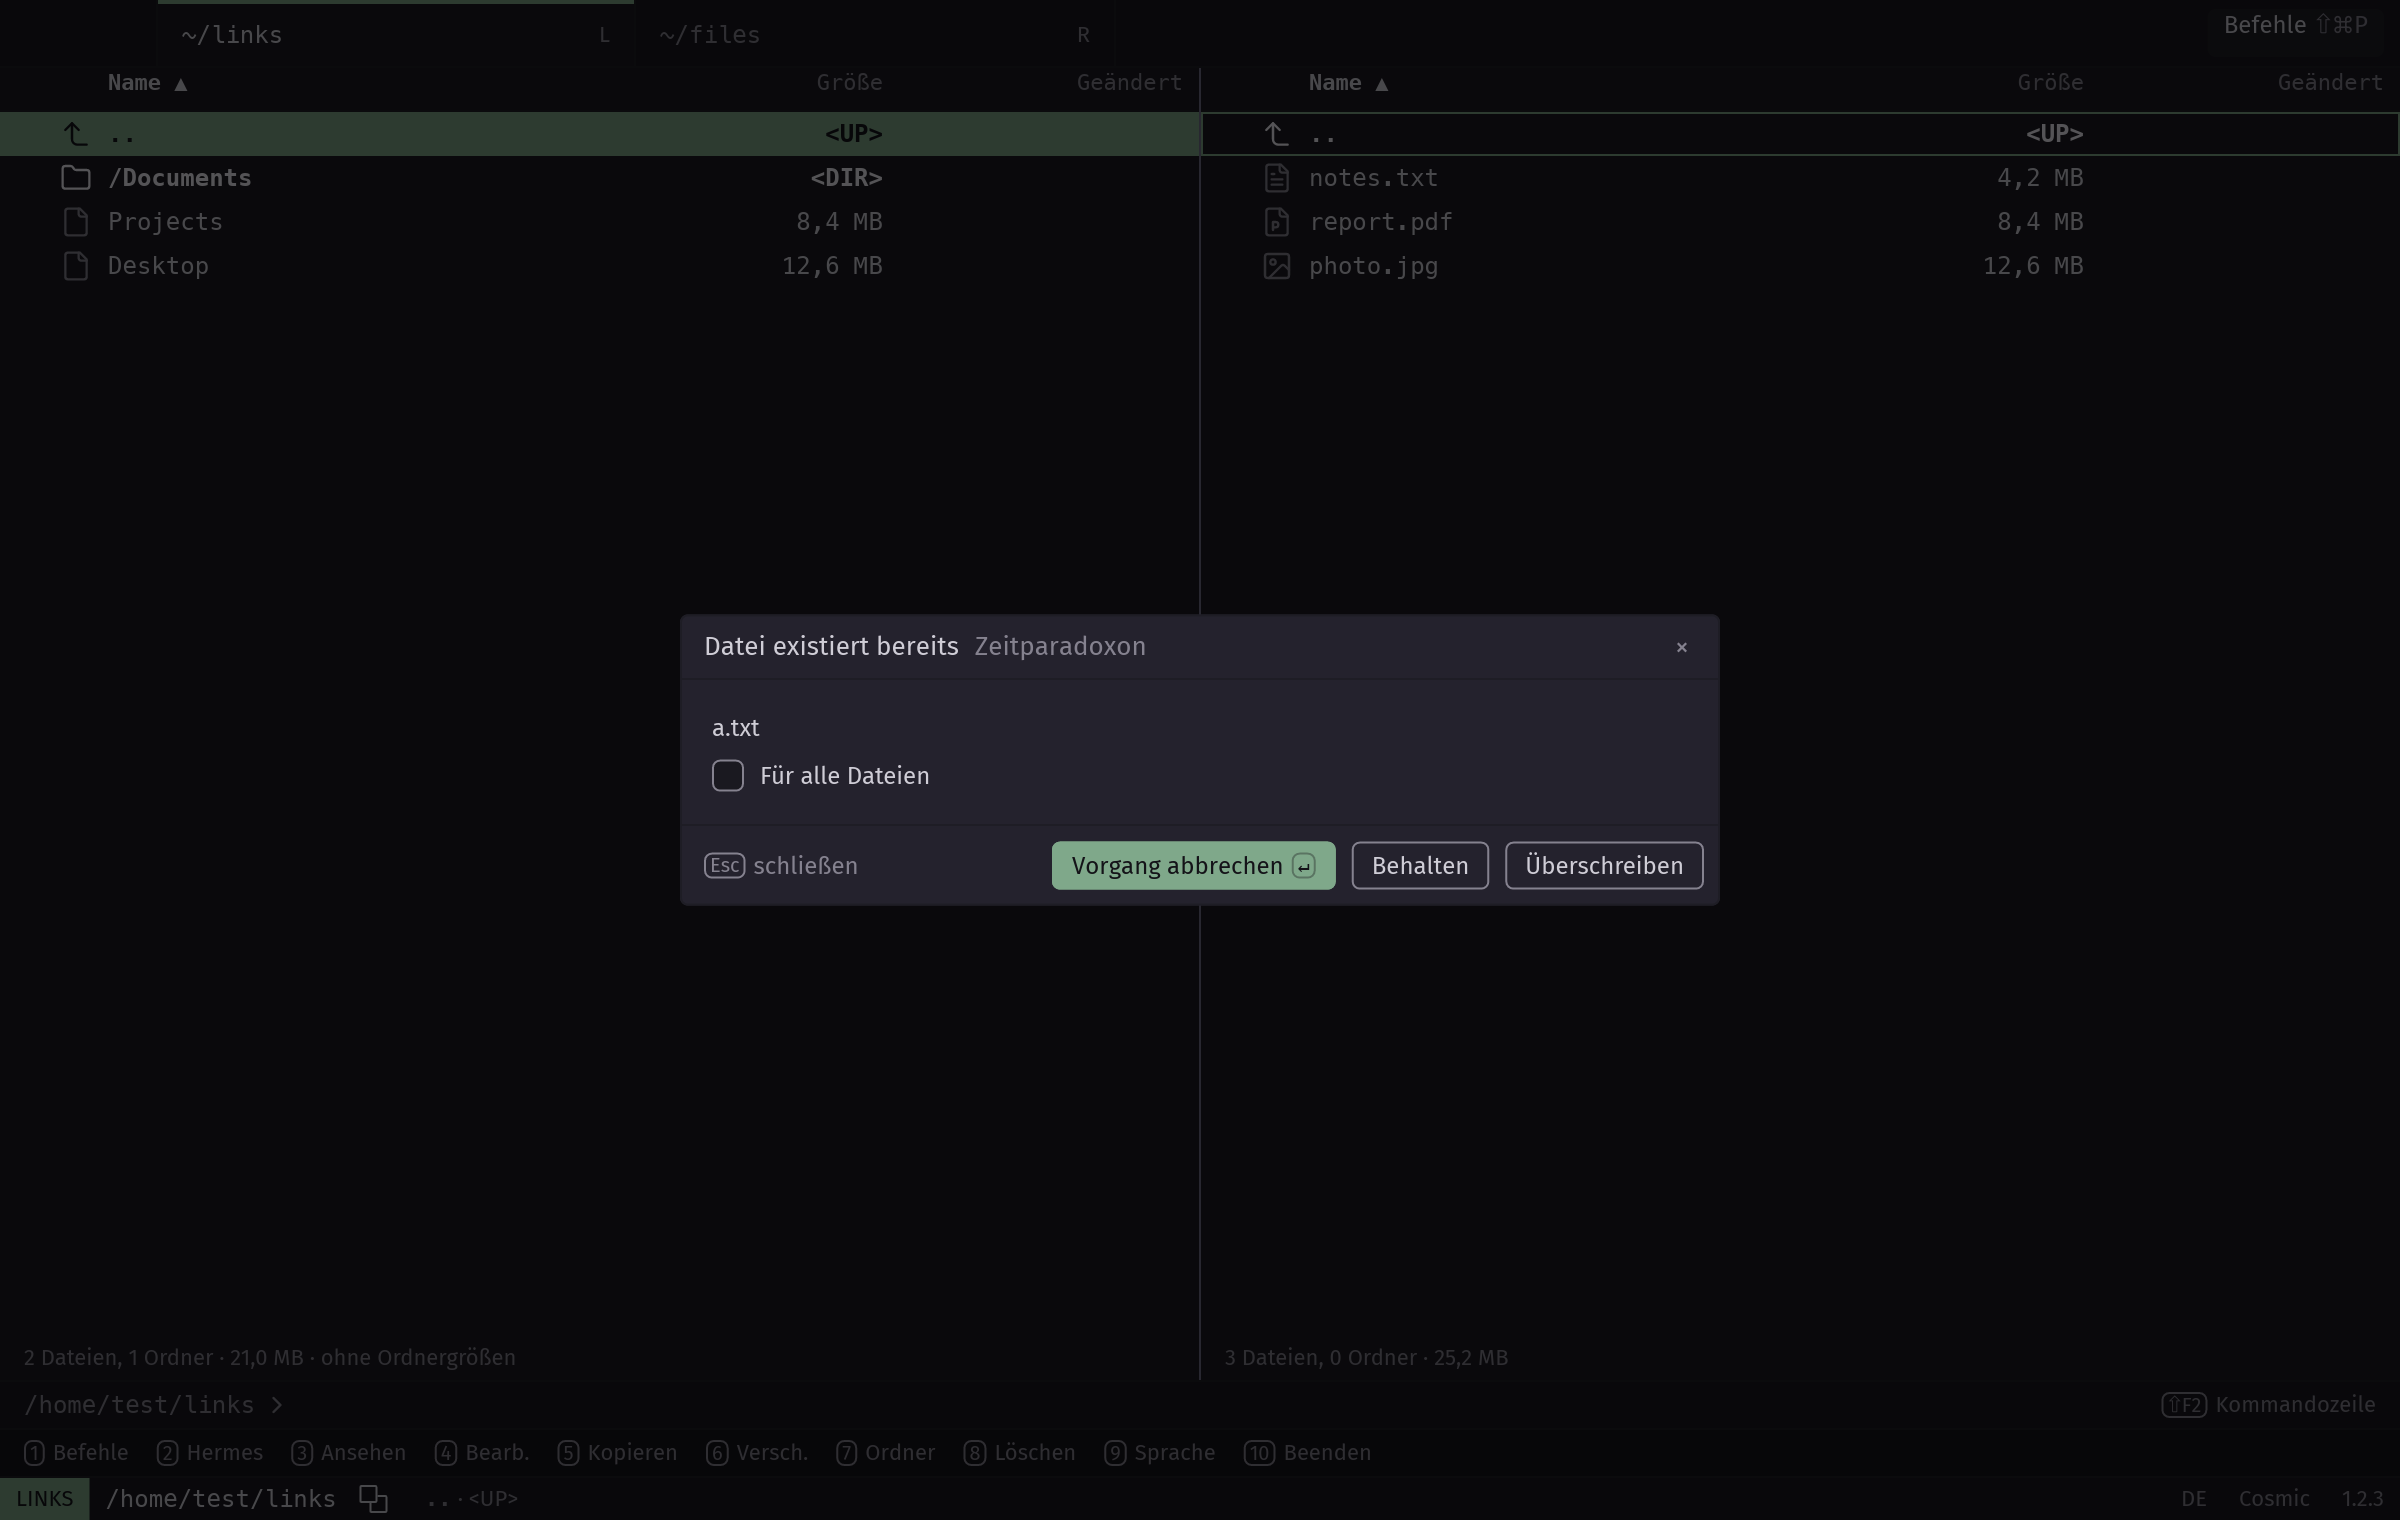 ~/links L ~/files R Befehle ⇧⌘P
Name ▲ Größe Geändert Name ▲ Größe Geändert
.. <UP> .. <UP>
/Documents <DIR> notes.txt 4,2 MB
Projects 8,4 MB report.pdf 8,4 MB
Desktop 12,6 MB photo.jpg 12,6 MB
Datei existiert bereits Zeitparadoxon ×
a.txt
Für alle Dateien
Esc schließen Vorgang abbrechen ↵ Behalten Überschreiben
2 Dateien, 1 Ordner · 21,0 MB · ohne Ordnergrößen 3 Dateien, 0 Ordner · 25,2 MB
/home/test/links > ⇧F2 Kommandozeile
1 Befehle 2 Hermes 3 Ansehen 4 Bearb. 5 Kopieren 6 Versch. 7 Ordner 8 Löschen 9 Sprache 10 Beenden
LINKS /home/test/links .. · <UP> DE Cosmic 1.2.3